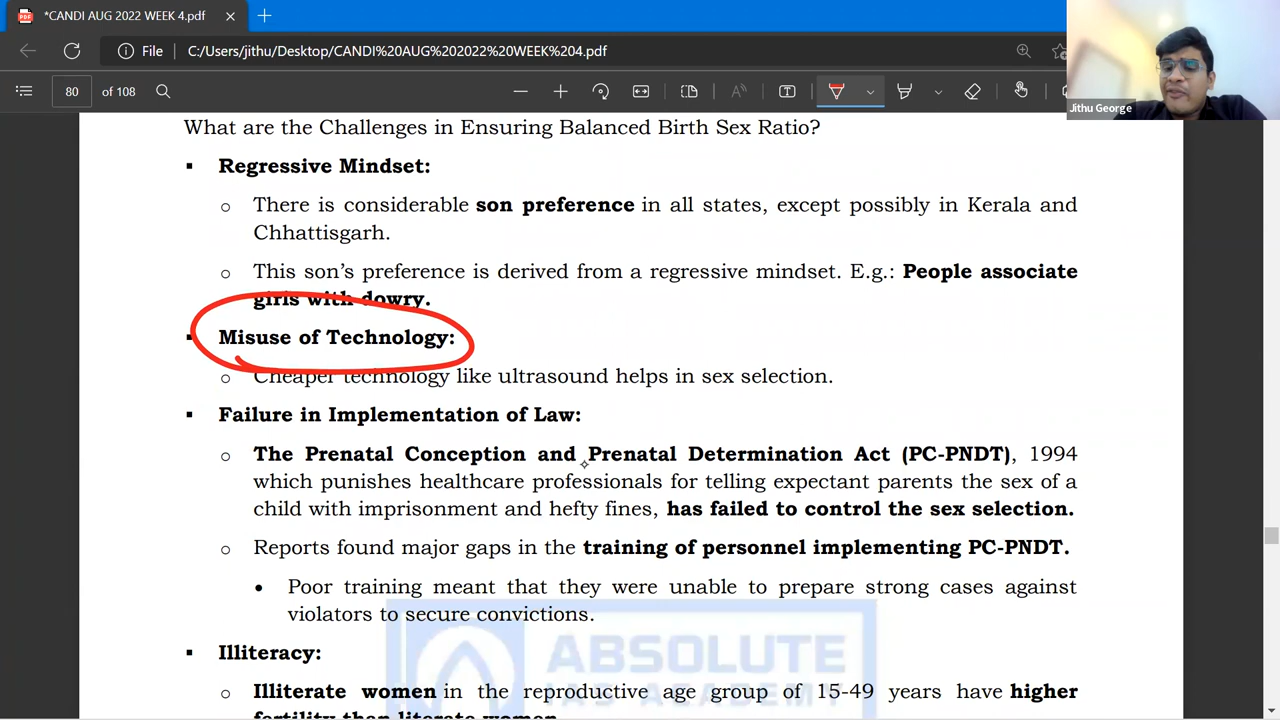 *CANDI AUG 2022 WEEK 4.pdf
File
C:/Users/jithu/Desktop/CANDI%20AUG%202022%20WEEK%204.pdf
80 of 108
Jithu George
What are the Challenges in Ensuring Balanced Birth Sex Ratio?
▪ Regressive Mindset:
o There is considerable son preference in all states, except possibly in Kerala and
Chhattisgarh.
o This son’s preference is derived from a regressive mindset. E.g.: People associate
girls with dowry.
▪ Misuse of Technology:
o Cheaper technology like ultrasound helps in sex selection.
▪ Failure in Implementation of Law:
o The Prenatal Conception and Prenatal Determination Act (PC-PNDT), 1994
which punishes healthcare professionals for telling expectant parents the sex of a
child with imprisonment and hefty fines, has failed to control the sex selection.
o Reports found major gaps in the training of personnel implementing PC-PNDT.
• Poor training meant that they were unable to prepare strong cases against
violators to secure convictions.
▪ Illiteracy:
o Illiterate women in the reproductive age group of 15-49 years have higher
fertility than literate women
ABSOLUTE
IAS ACADEMY